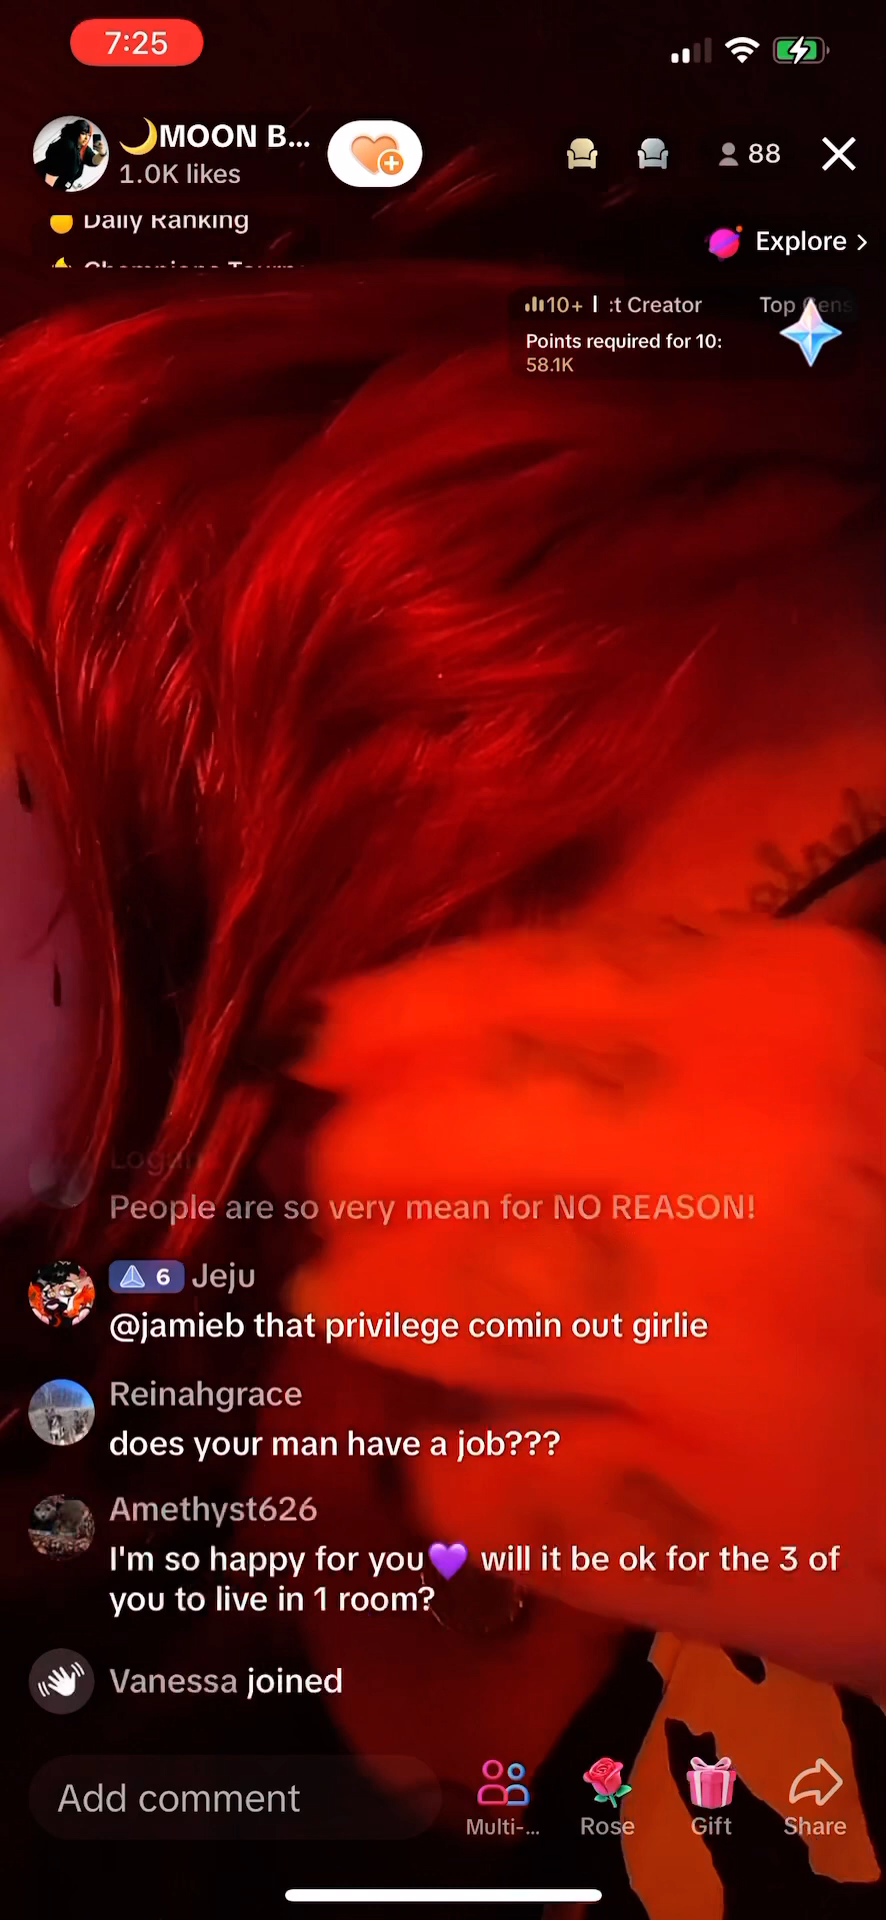 7:25
🌙MOON B...
1.0K likes
88
Daily Ranking
Explore >
10+ :t Creator Top
Points required for 10:
58.1K
People are so very mean for NO REASON!
6 Jeju
@jamieb that privilege comin out girlie
Reinahgrace
does your man have a job???
Amethyst626
I'm so happy for you💜 will it be ok for the 3 of
you to live in 1 room?
Vanessa joined
Add comment
Multi-...
Rose
Gift
Share